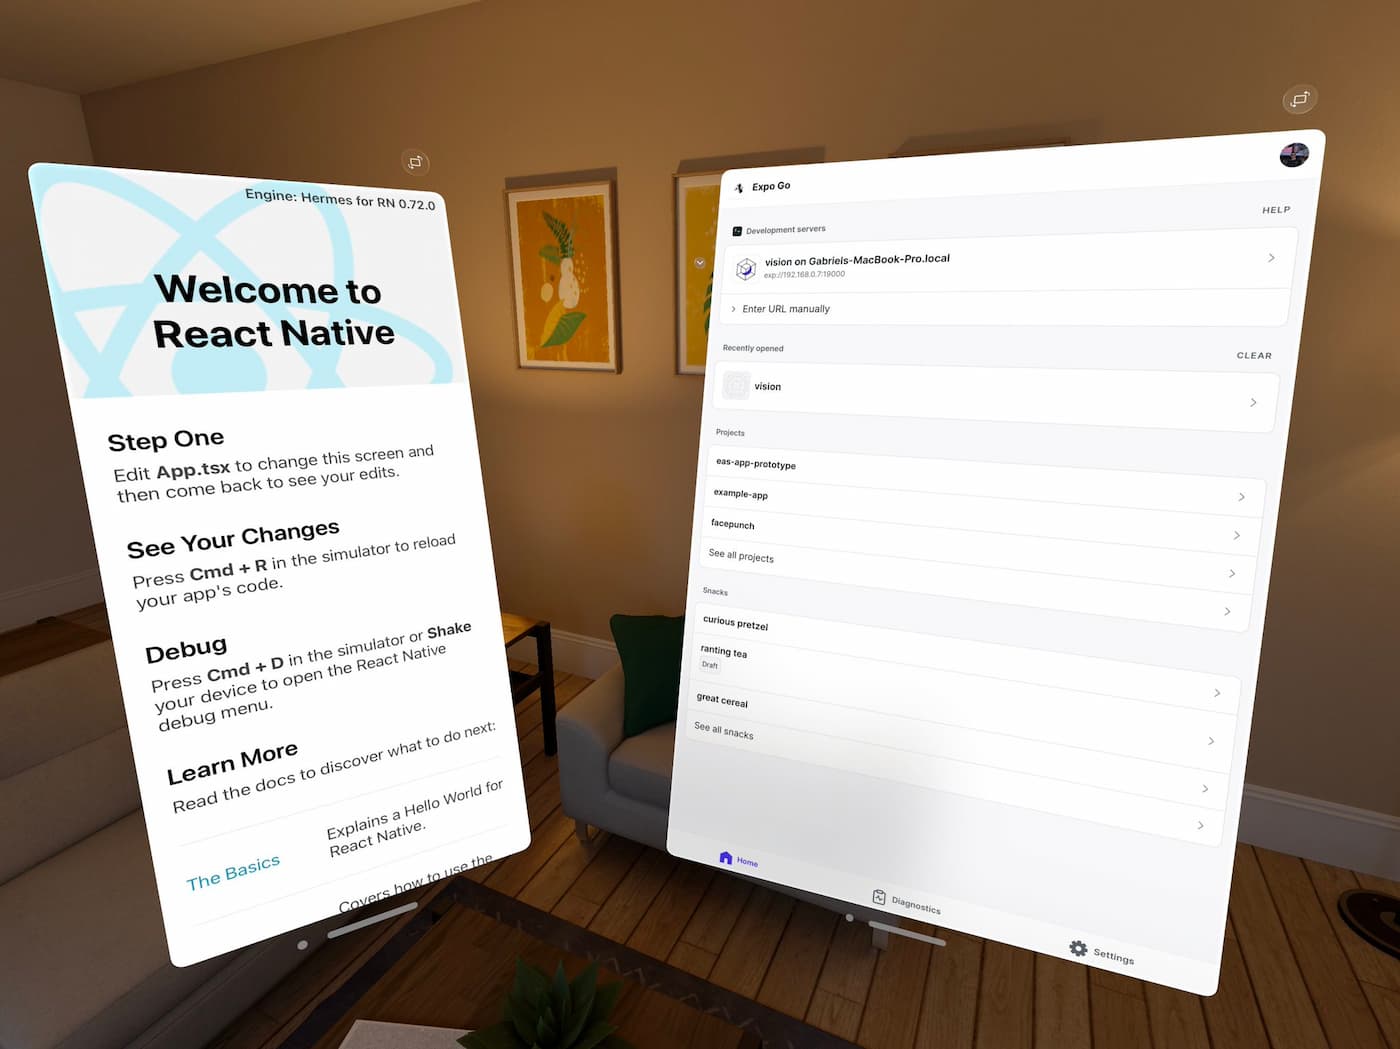 Engine: Hermes for RN 0.72.0
Welcome to
React Native
Step One
Edit App.tsx to change this screen and
then come back to see your edits.
See Your Changes
Press Cmd + R in the simulator to reload
your app's code.
Debug
Press Cmd + D in the simulator or Shake
your device to open the React Native
debug menu.
Learn More
Read the docs to discover what to do next:
The Basics
Explains a Hello World for
React Native.
Covers how to use the
Expo Go
HELP
Development servers
vision on Gabriels-MacBook-Pro.local
exp://192.168.0.7:19000
Enter URL manually
Recently opened
CLEAR
vision
Projects
eas-app-prototype
example-app
facepunch
See all projects
Snacks
curious pretzel
ranting tea
Draft
great cereal
See all snacks
Home
Diagnostics
Settings